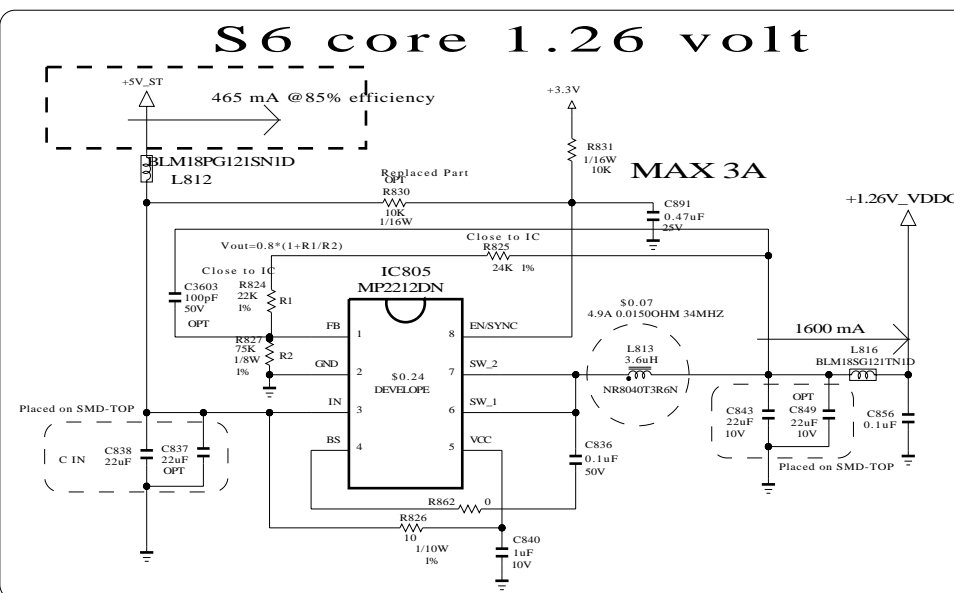 S6 core 1.26 volt
+5V_ST
465 mA @85% efficiency
BLM18PG121SN1D
L812
+3.3V
R831
1/16W
10K
MAX 3A
Replaced Part
OPT
R830
10K
1/16W
C891
0.47uF
25V
+1.26V_VDDC
Vout=0.8*(1+R1/R2)
Close to IC
R825
24K 1%
Close to IC
R824
22K
1%
R1
C3603
100pF
50V
OPT
IC805
MP2212DN
FB
1
8
EN/SYNC
R827
75K
1/8W
1%
R2
GND
2
7
SW_2
$0.24
DEVELOPE
IN
3
6
SW_1
BS
4
5
VCC
$0.07
4.9A 0.0150OHM 34MHZ
L813
3.6uH
NR8040T3R6N
1600 mA
L816
BLM18SG121TN1D
Placed on SMD-TOP
C IN
C838
22uF
C837
22uF
OPT
C836
0.1uF
50V
C843
22uF
10V
OPT
C849
22uF
10V
C856
0.1uF
Placed on SMD-TOP
R862
0
R826
10
1/10W
1%
C840
1uF
10V